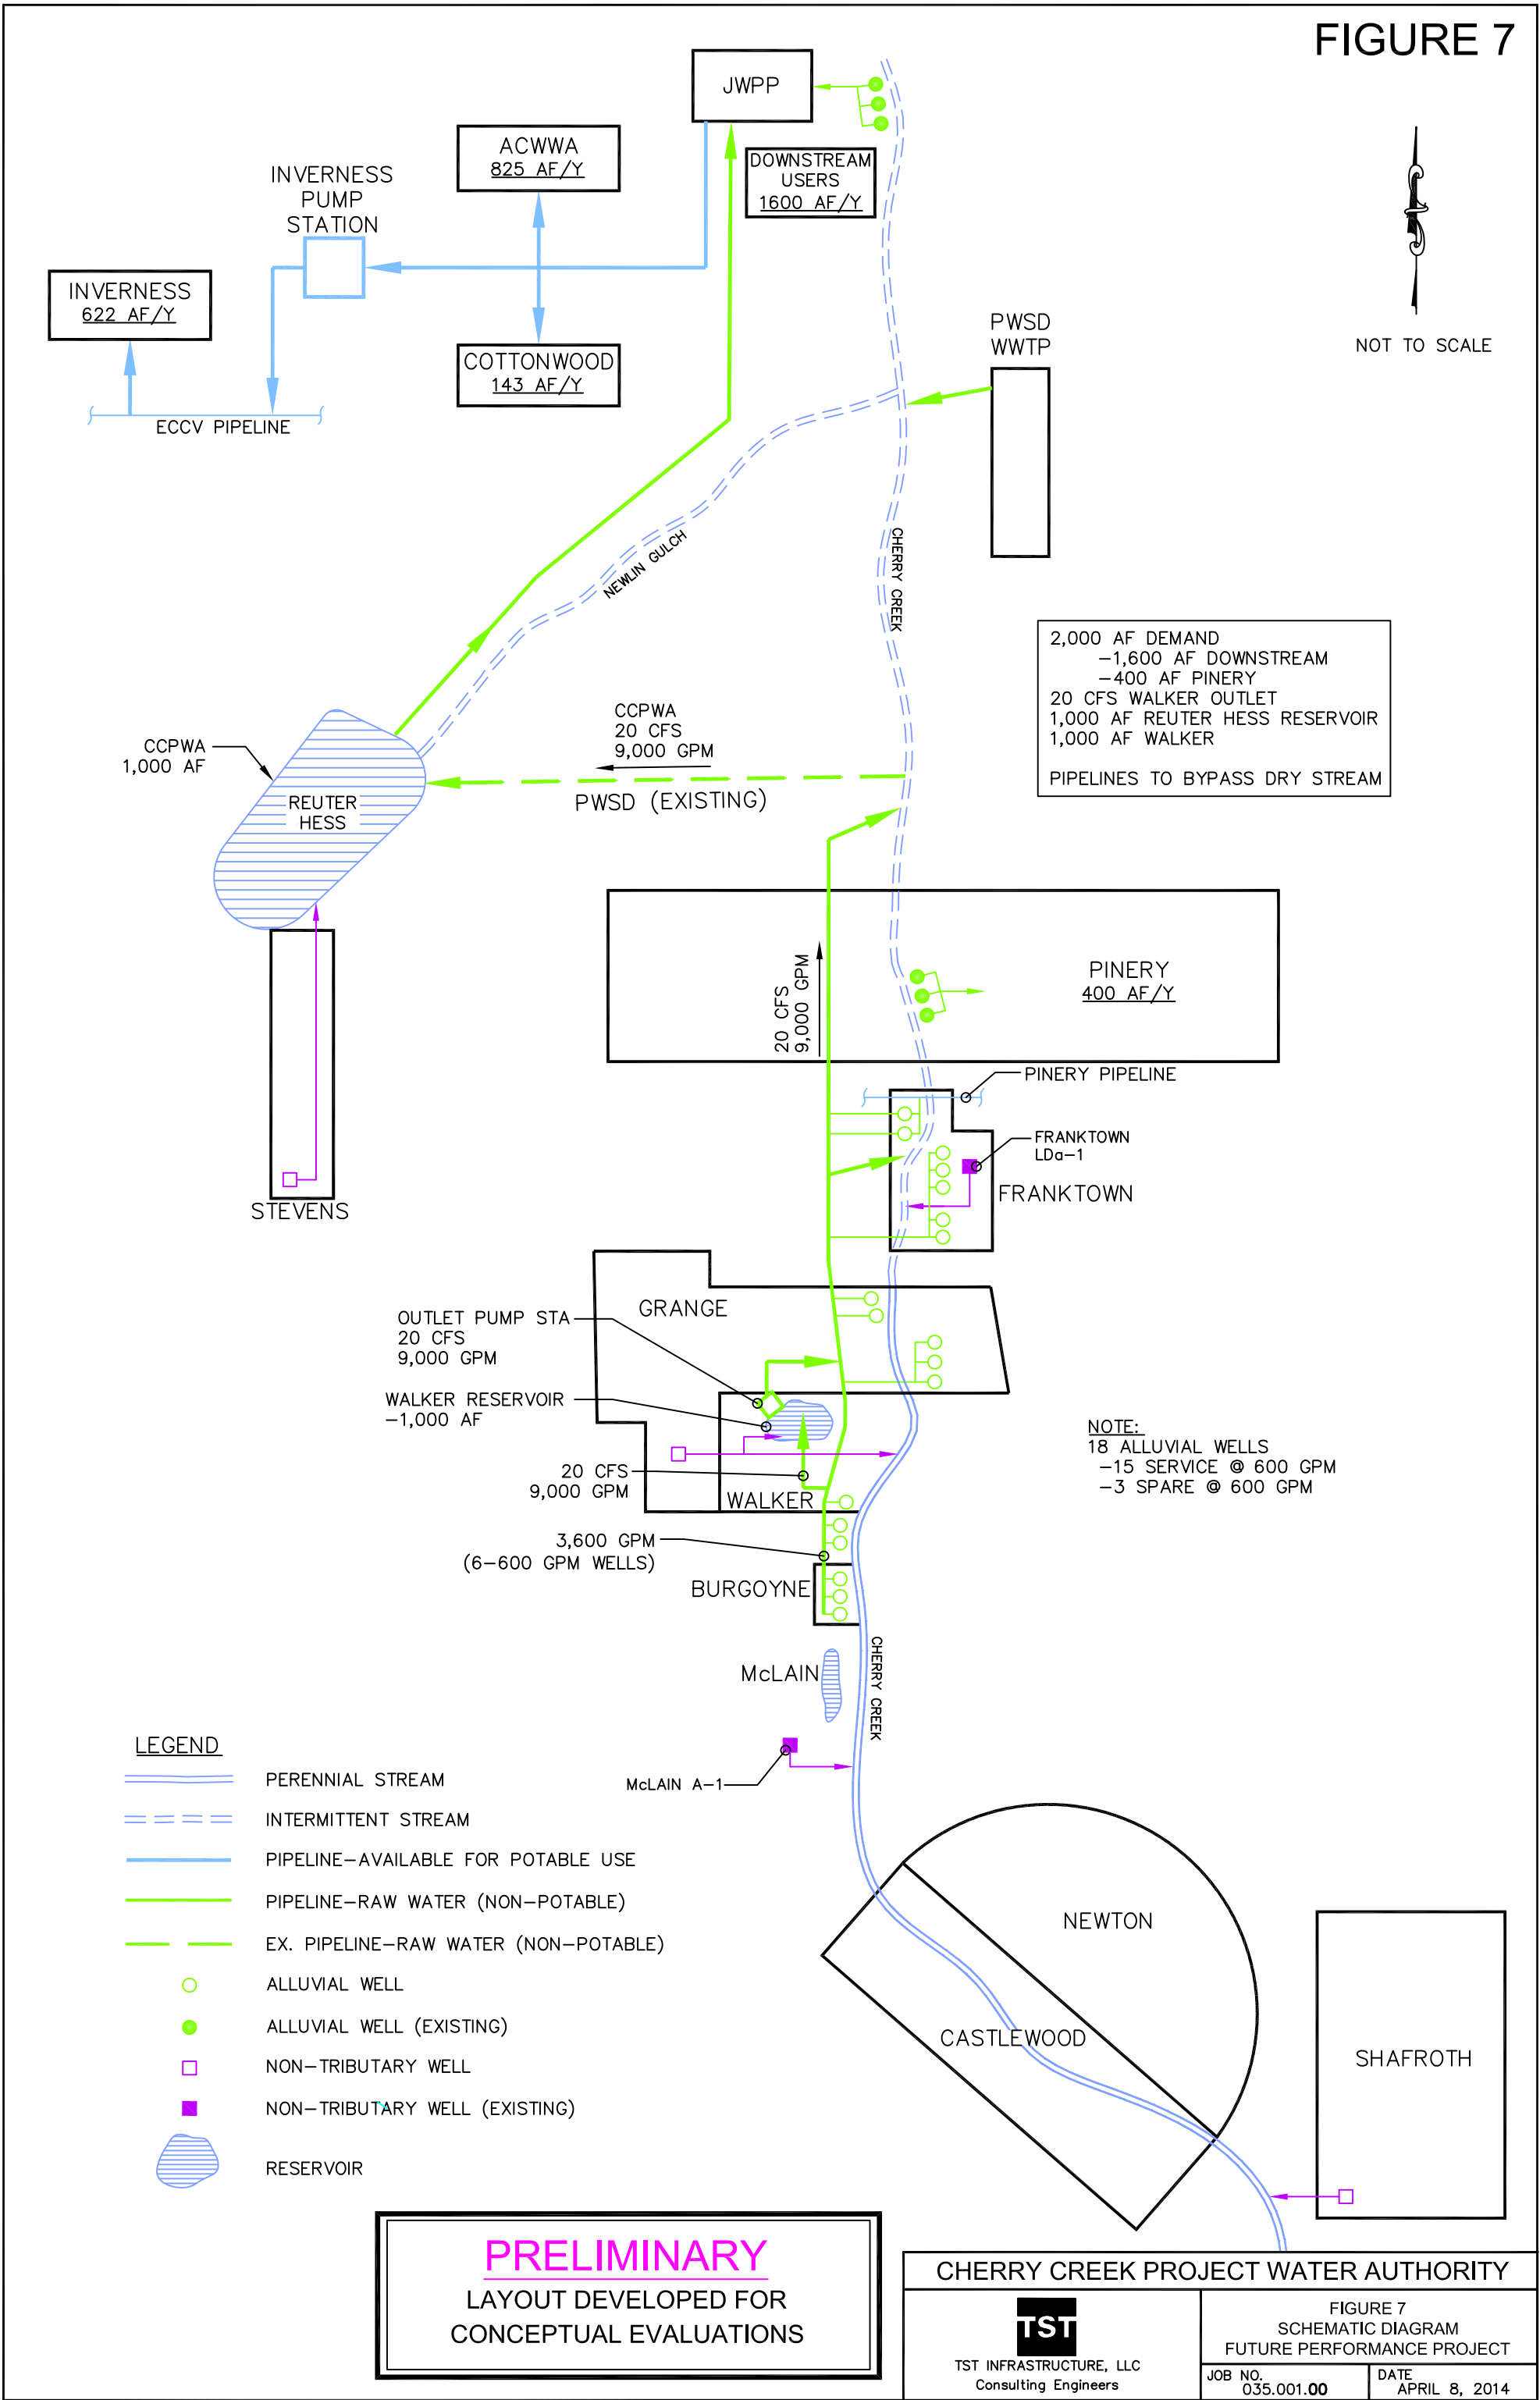 FIGURE 7
JWPP
ACWWA
825 AF/Y
DOWNSTREAM
USERS
1600 AF/Y
INVERNESS
PUMP
STATION
INVERNESS
622 AF/Y
COTTONWOOD
143 AF/Y
ECCV PIPELINE
PWSD
WWTP
NOT TO SCALE
NEWLIN GULCH
CHERRY CREEK
2,000 AF DEMAND
-1,600 AF DOWNSTREAM
-400 AF PINERY
20 CFS WALKER OUTLET
1,000 AF REUTER HESS RESERVOIR
1,000 AF WALKER
PIPELINES TO BYPASS DRY STREAM
CCPWA
20 CFS
9,000 GPM
CCPWA
1,000 AF
REUTER
HESS
PWSD (EXISTING)
PINERY
400 AF/Y
20 CFS
9,000 GPM
PINERY PIPELINE
FRANKTOWN
LDa-1
FRANKTOWN
STEVENS
GRANGE
OUTLET PUMP STA
20 CFS
9,000 GPM
WALKER RESERVOIR
-1,000 AF
20 CFS
9,000 GPM
WALKER
NOTE:
18 ALLUVIAL WELLS
-15 SERVICE @ 600 GPM
-3 SPARE @ 600 GPM
3,600 GPM
(6-600 GPM WELLS)
BURGOYNE
McLAIN
CHERRY CREEK
McLAIN A-1
LEGEND
PERENNIAL STREAM
INTERMITTENT STREAM
PIPELINE-AVAILABLE FOR POTABLE USE
PIPELINE-RAW WATER (NON-POTABLE)
EX. PIPELINE-RAW WATER (NON-POTABLE)
ALLUVIAL WELL
ALLUVIAL WELL (EXISTING)
NON-TRIBUTARY WELL
NON-TRIBUTARY WELL (EXISTING)
RESERVOIR
NEWTON
CASTLEWOOD
SHAFROTH
PRELIMINARY
LAYOUT DEVELOPED FOR
CONCEPTUAL EVALUATIONS
CHERRY CREEK PROJECT WATER AUTHORITY
TST
TST INFRASTRUCTURE, LLC
Consulting Engineers
FIGURE 7
SCHEMATIC DIAGRAM
FUTURE PERFORMANCE PROJECT
JOB NO.
035.001.00
DATE
APRIL 8, 2014